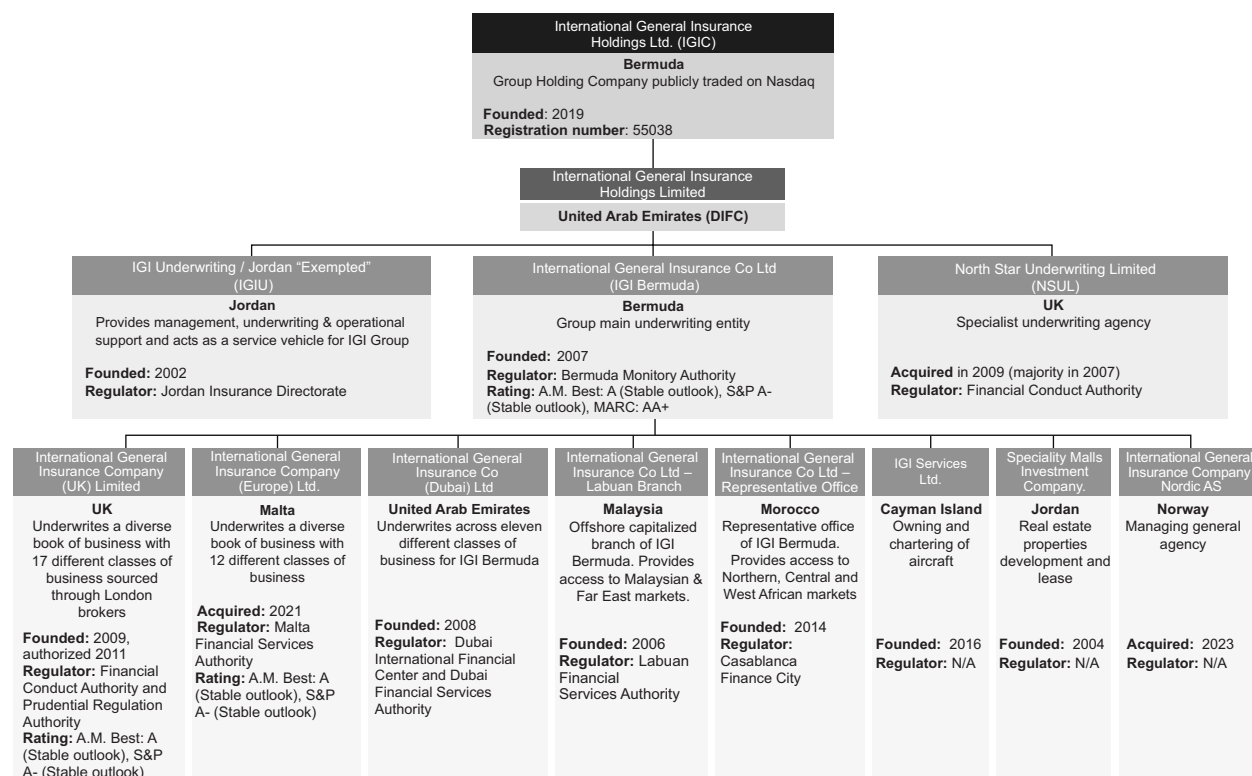 International General Insurance
Holdings Ltd. (IGIC)
Bermuda
Group Holding Company publicly traded on Nasdaq
Founded: 2019
Registration number: 55038
International General Insurance
Holdings Limited
United Arab Emirates (DIFC)
IGI Underwriting / Jordan “Exempted”
(IGIU)
Jordan
Provides management, underwriting & operational
support and acts as a service vehicle for IGI Group
Founded: 2002
Regulator: Jordan Insurance Directorate
International General Insurance Co Ltd
(IGI Bermuda)
Bermuda
Group main underwriting entity
Founded: 2007
Regulator: Bermuda Monitory Authority
Rating: A.M. Best: A (Stable outlook), S&P A-
(Stable outlook), MARC: AA+
North Star Underwriting Limited
(NSUL)
UK
Specialist underwriting agency
Acquired in 2009 (majority in 2007)
Regulator: Financial Conduct Authority
International General
Insurance Company
(UK) Limited
UK
Underwrites a diverse
book of business with
17 different classes of
business sourced
through London
brokers
Founded: 2009,
authorized 2011
Regulator: Financial
Conduct Authority and
Prudential Regulation
Authority
Rating: A.M. Best: A
(Stable outlook), S&P
A- (Stable outlook)
International General
Insurance Company
(Europe) Ltd.
Malta
Underwrites a diverse
book of business with
12 different classes of
business
Acquired: 2021
Regulator: Malta
Financial Services
Authority
Rating: A.M. Best: A
(Stable outlook), S&P
A- (Stable outlook)
International General
Insurance Co
(Dubai) Ltd
United Arab Emirates
Underwrites across eleven
different classes of
business for IGI Bermuda
Founded: 2008
Regulator: Dubai
International Financial
Center and Dubai
Financial Services
Authority
International General
Insurance Co Ltd –
Labuan Branch
Malaysia
Offshore capitalized
branch of IGI
Bermuda. Provides
access to Malaysian &
Far East markets.
Founded: 2006
Regulator: Labuan
Financial
Services Authority
International General
Insurance Co Ltd –
Representative Office
Morocco
Representative office
of IGI Bermuda.
Provides access to
Northern, Central and
West African markets
Founded: 2014
Regulator:
Casablanca
Finance City
IGI Services
Ltd.
Cayman Island
Owning and
chartering of
aircraft
Founded: 2016
Regulator: N/A
Speciality Malls
Investment
Company.
Jordan
Real estate
properties
development and
lease
Founded: 2004
Regulator: N/A
International General
Insurance Company
Nordic AS
Norway
Managing general
agency
Acquired: 2023
Regulator: N/A